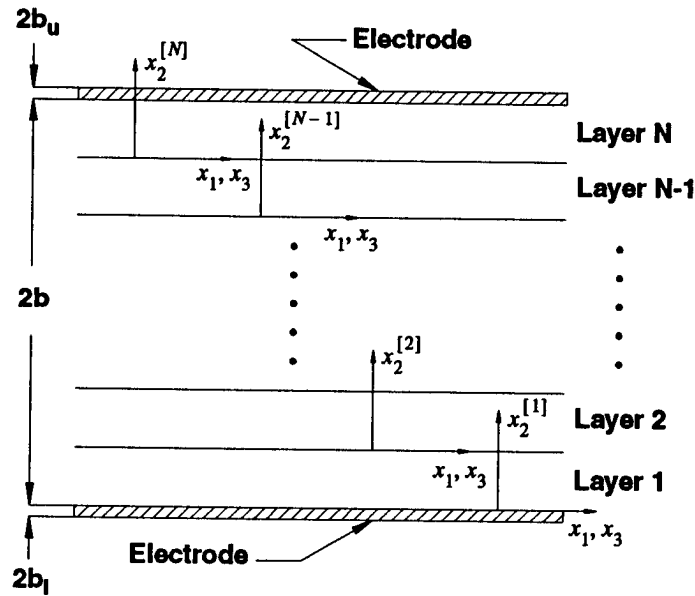 2b_u
x_2^[N]
Electrode
x_2^[N-1]
Layer N
x_1, x_3
Layer N-1
x_1, x_3
2b
x_2^[2]
x_2^[1]
Layer 2
x_1, x_3
Layer 1
x_1, x_3
Electrode
2b_l